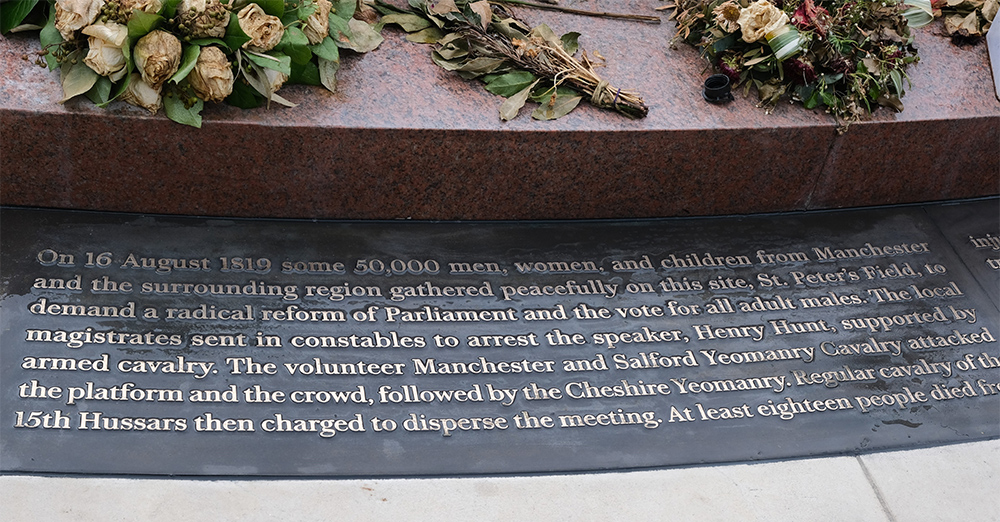 On 16 August 1819 some 50,000 men, women, and children from Manchester
and the surrounding region gathered peacefully on this site, St. Peter's Field, to
demand a radical reform of Parliament and the vote for all adult males. The local
magistrates sent in constables to arrest the speaker, Henry Hunt, supported by
armed cavalry. The volunteer Manchester and Salford Yeomanry Cavalry attacked
the platform and the crowd, followed by the Cheshire Yeomanry. Regular cavalry of
15th Hussars then charged to disperse the meeting. At least eighteen people died